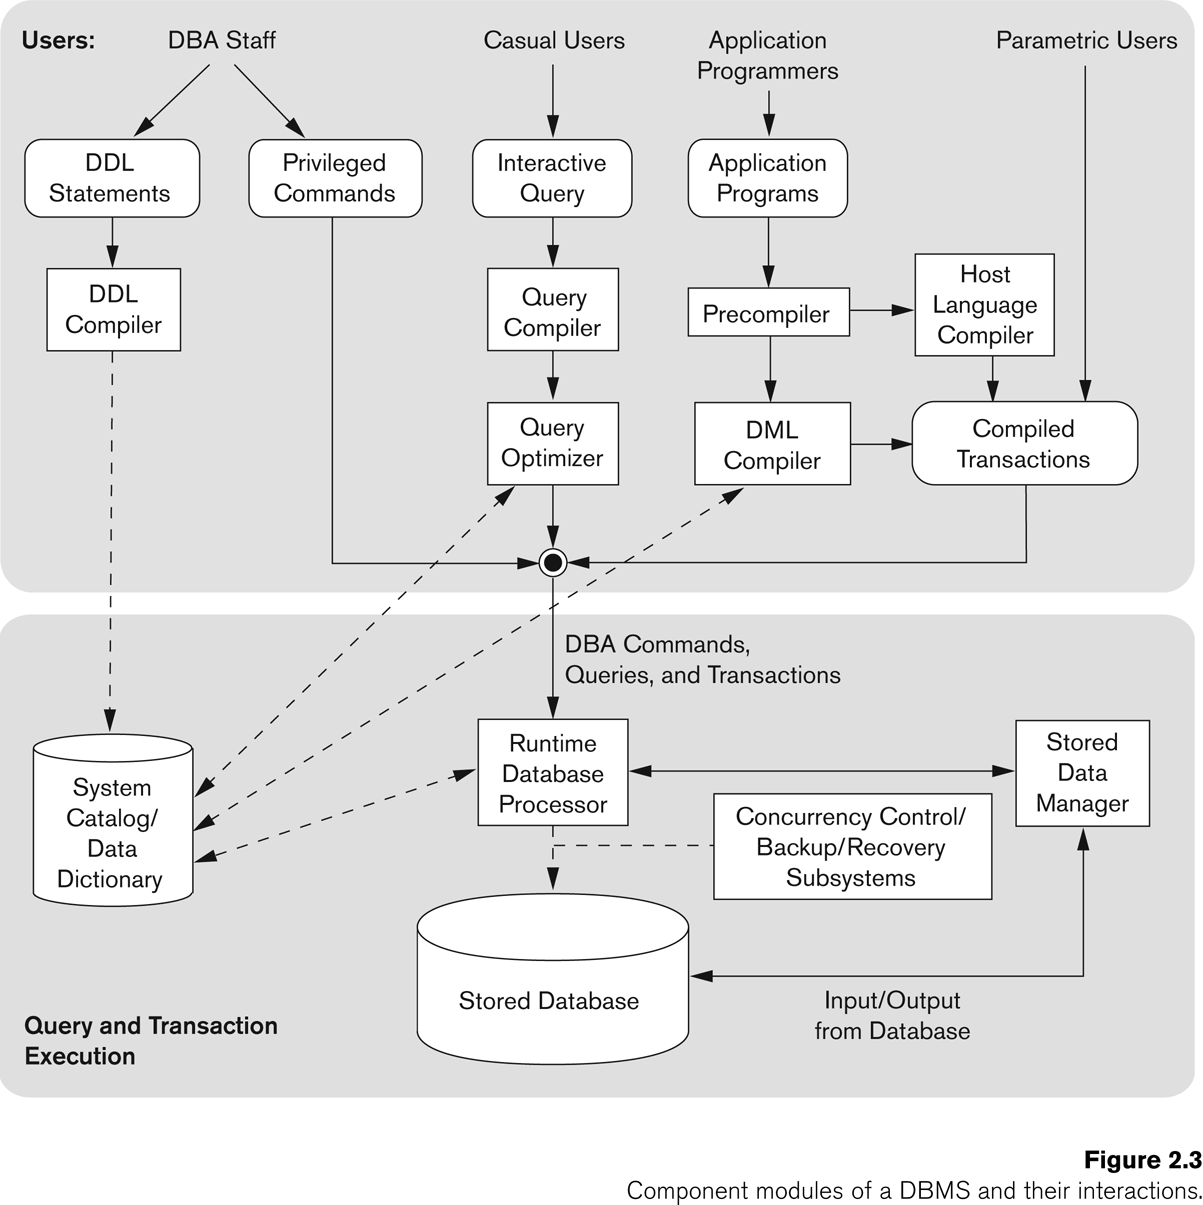 Users:
DBA Staff
Casual Users
Application
Programmers
Parametric Users
DDL
Statements
Privileged
Commands
Interactive
Query
Application
Programs
DDL
Compiler
Query
Compiler
Precompiler
Host
Language
Compiler
Query
Optimizer
DML
Compiler
Compiled
Transactions
DBA Commands,
Queries, and Transactions
System
Catalog/
Data
Dictionary
Runtime
Database
Processor
Stored
Data
Manager
Concurrency Control/
Backup/Recovery
Subsystems
Stored Database
Input/Output
from Database
Query and Transaction
Execution
Figure 2.3
Component modules of a DBMS and their interactions.